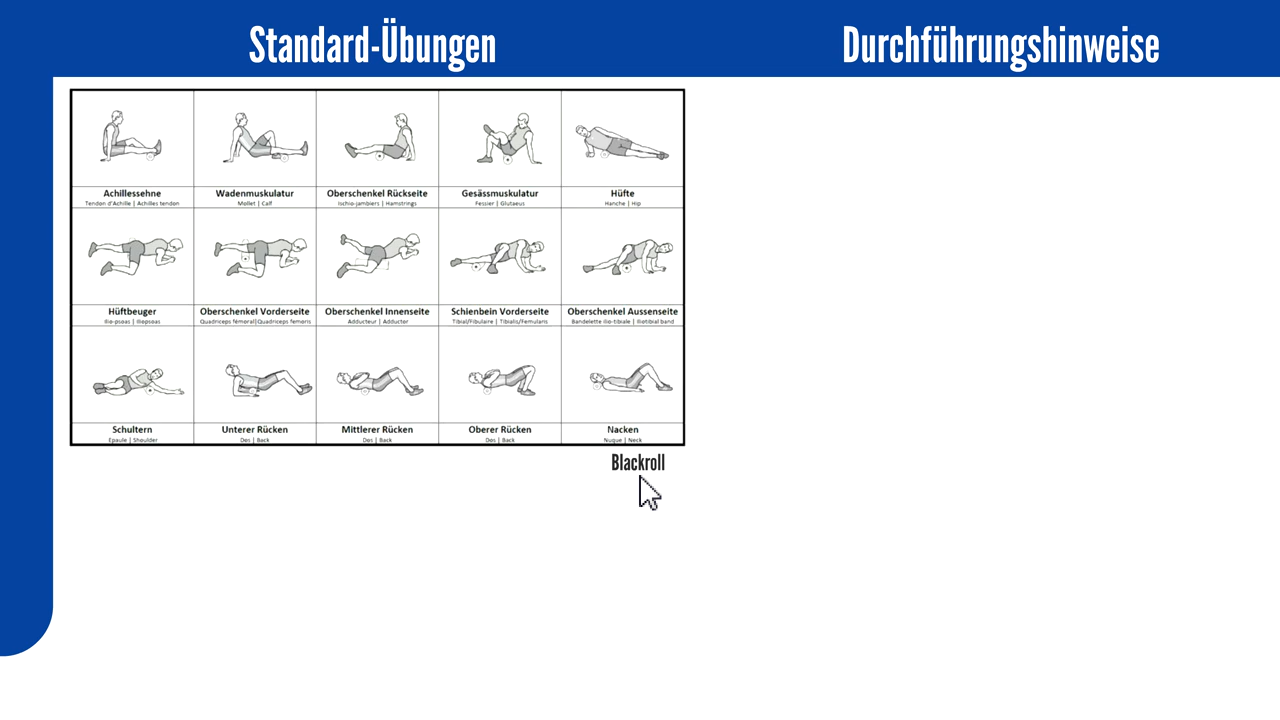 Standard-Übungen
Durchführungshinweise
Achillessehne
Tendon d'Achille | Achilles tendon
Wadenmuskulatur
Mollet | Calf
Oberschenkel Rückseite
Ischio-jambiers | Hamstrings
Gesässmuskulatur
Fessier | Glutaeus
Hüfte
Hanche | Hip
Hüftbeuger
Ilio-psoas | Iliopsoas
Oberschenkel Vorderseite
Quadriceps fémoral|Quadriceps femoris
Oberschenkel Innenseite
Adducteur | Adductor
Schienbein Vorderseite
Tibial/Fibulaire | Tibialis/Femularis
Oberschenkel Aussenseite
Bandelette ilio-tibiale | Iliotibial band
Schultern
Epaule | Shoulder
Unterer Rücken
Dos | Back
Mittlerer Rücken
Dos | Back
Oberer Rücken
Dos | Back
Nacken
Nuque | Neck
Blackroll